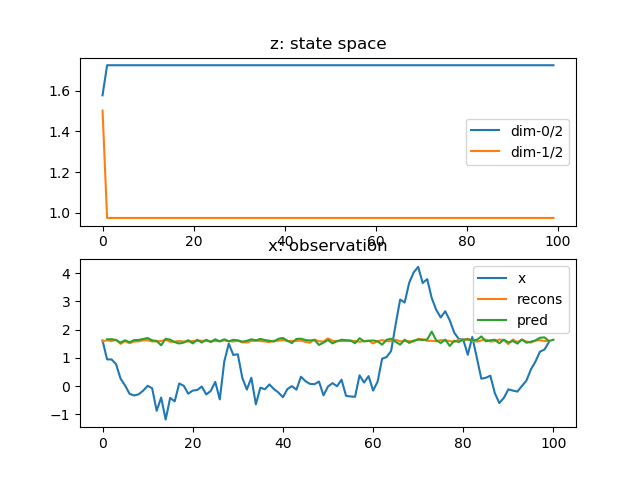 z: state space
1.6
1.4
1.2
1.0
dim-0/2
dim-1/2
0 20 40 60 80 100
x: observation
4
3
2
1
0
−1
x
recons
pred
0 20 40 60 80 100